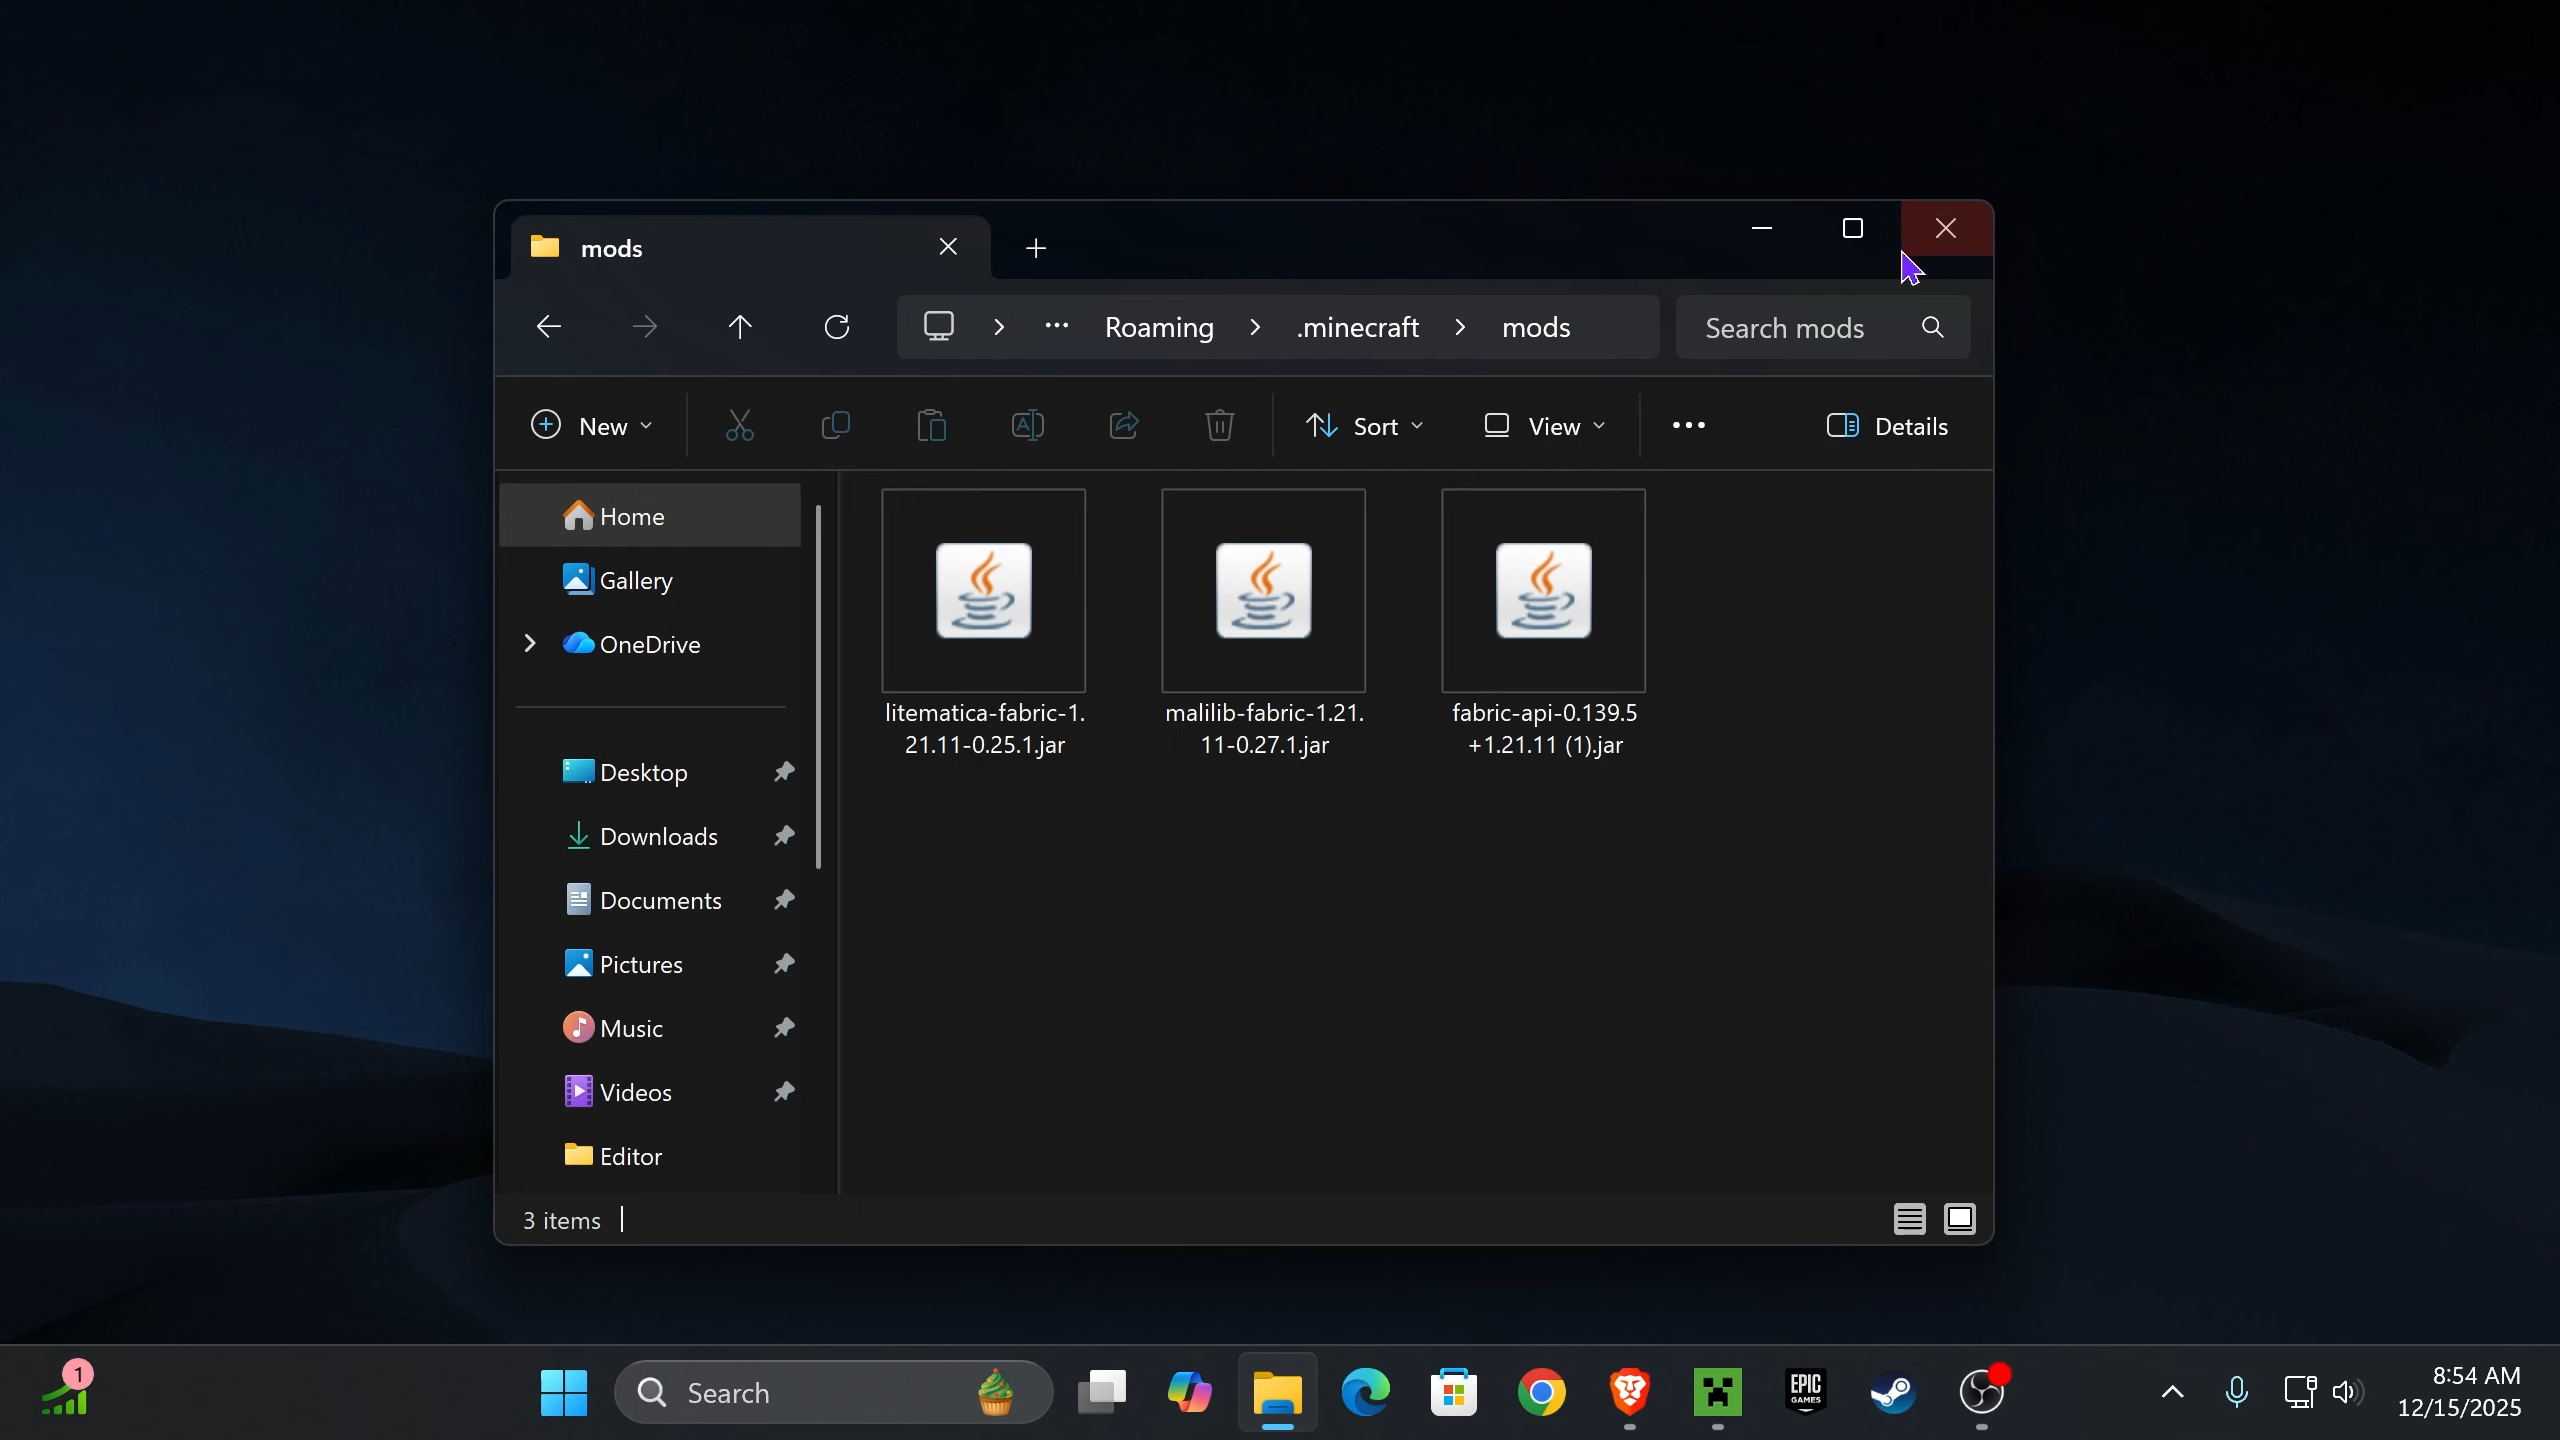 mods
Roaming
.minecraft
mods
Search mods
New
Sort
View
Details
Home
Gallery
OneDrive
Desktop
Downloads
Documents
Pictures
Music
Videos
Editor
litematica-fabric-1.
21.11-0.25.1.jar
malilib-fabric-1.21.
11-0.27.1.jar
fabric-api-0.139.5
+1.21.11 (1).jar
3 items
1
Search
EPIC
GAMES
8:54 AM
12/15/2025